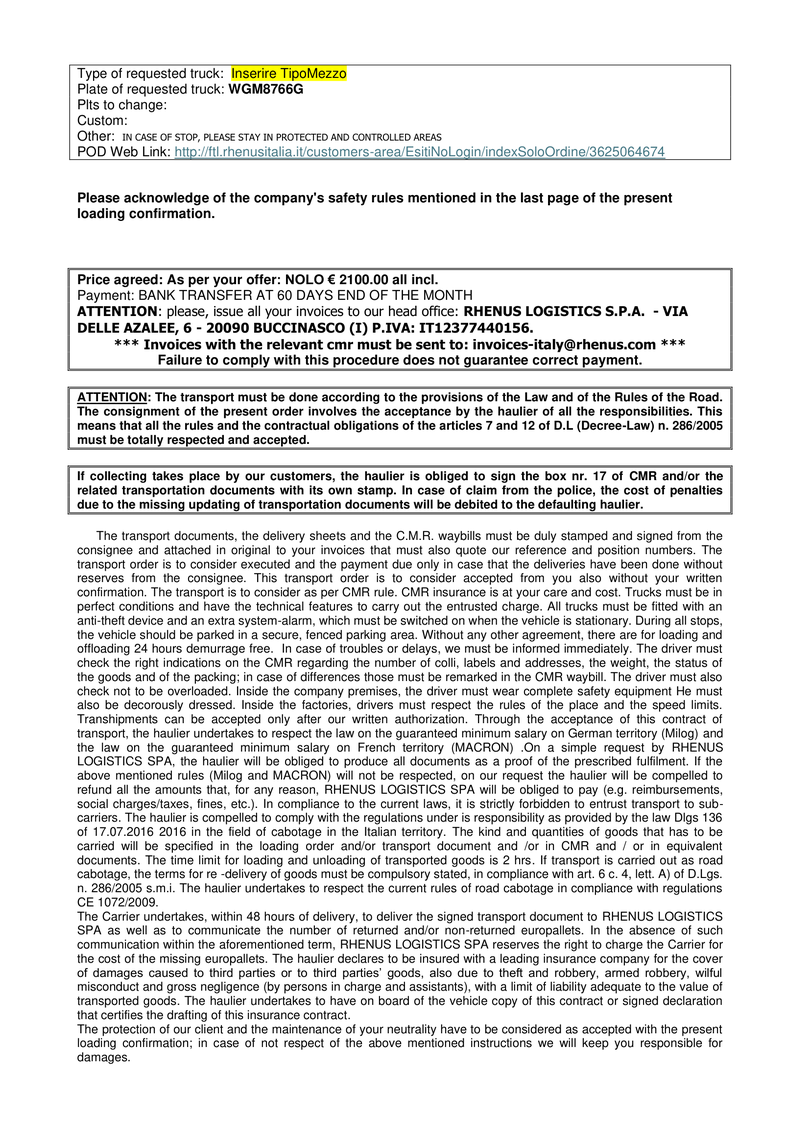 Type of requested truck: Inserire TipoMezzo
Plate of requested truck: WGM8766G
Plts to change:
Custom:
Other: IN CASE OF STOP, PLEASE STAY IN PROTECTED AND CONTROLLED AREAS
POD Web Link: http://ftl.rhenusitalia.it/customers-area/EsitiNoLogin/indexSoloOrdine/3625064674
Please acknowledge of the company's safety rules mentioned in the last page of the present
loading confirmation.
Price agreed: As per your offer: NOLO € 2100.00 all incl.
Payment: BANK TRANSFER AT 60 DAYS END OF THE MONTH
ATTENTION: please, issue all your invoices to our head office: RHENUS LOGISTICS S.P.A. - VIA
DELLE AZALEE, 6 - 20090 BUCCINASCO (I) P.IVA: IT12377440156.
*** Invoices with the relevant cmr must be sent to: invoices-italy@rhenus.com ***
Failure to comply with this procedure does not guarantee correct payment.
ATTENTION: The transport must be done according to the provisions of the Law and of the Rules of the Road.
The consignment of the present order involves the acceptance by the haulier of all the responsibilities. This
means that all the rules and the contractual obligations of the articles 7 and 12 of D.L (Decree-Law) n. 286/2005
must be totally respected and accepted.
If collecting takes place by our customers, the haulier is obliged to sign the box nr. 17 of CMR and/or the
related transportation documents with its own stamp. In case of claim from the police, the cost of penalties
due to the missing updating of transportation documents will be debited to the defaulting haulier.
The transport documents, the delivery sheets and the C.M.R. waybills must be duly stamped and signed from the
consignee and attached in original to your invoices that must also quote our reference and position numbers. The
transport order is to consider executed and the payment due only in case that the deliveries have been done without
reserves from the consignee. This transport order is to consider accepted from you also without your written
confirmation. The transport is to consider as per CMR rule. CMR insurance is at your care and cost. Trucks must be in
perfect conditions and have the technical features to carry out the entrusted charge. All trucks must be fitted with an
anti-theft device and an extra system-alarm, which must be switched on when the vehicle is stationary. During all stops,
the vehicle should be parked in a secure, fenced parking area. Without any other agreement, there are for loading and
offloading 24 hours demurrage free. In case of troubles or delays, we must be informed immediately. The driver must
check the right indications on the CMR regarding the number of colli, labels and addresses, the weight, the status of
the goods and of the packing; in case of differences those must be remarked in the CMR waybill. The driver must also
check not to be overloaded. Inside the company premises, the driver must wear complete safety equipment He must
also be decorously dressed. Inside the factories, drivers must respect the rules of the place and the speed limits.
Transhipments can be accepted only after our written authorization. Through the acceptance of this contract of
transport, the haulier undertakes to respect the law on the guaranteed minimum salary on German territory (Milog) and
the law on the guaranteed minimum salary on French territory (MACRON) .On a simple request by RHENUS
LOGISTICS SPA, the haulier will be obliged to produce all documents as a proof of the prescribed fulfilment. If the
above mentioned rules (Milog and MACRON) will not be respected, on our request the haulier will be compelled to
refund all the amounts that, for any reason, RHENUS LOGISTICS SPA will be obliged to pay (e.g. reimbursements,
social charges/taxes, fines, etc.). In compliance to the current laws, it is strictly forbidden to entrust transport to sub-
carriers. The haulier is compelled to comply with the regulations under is responsibility as provided by the law Dlgs 136
of 17.07.2016 2016 in the field of cabotage in the Italian territory. The kind and quantities of goods that has to be
carried will be specified in the loading order and/or transport document and /or in CMR and / or in equivalent
documents. The time limit for loading and unloading of transported goods is 2 hrs. If transport is carried out as road
cabotage, the terms for re -delivery of goods must be compulsory stated, in compliance with art. 6 c. 4, lett. A) of D.Lgs.
n. 286/2005 s.m.i. The haulier undertakes to respect the current rules of road cabotage in compliance with regulations
CE 1072/2009.
The Carrier undertakes, within 48 hours of delivery, to deliver the signed transport document to RHENUS LOGISTICS
SPA as well as to communicate the number of returned and/or non-returned europallets. In the absence of such
communication within the aforementioned term, RHENUS LOGISTICS SPA reserves the right to charge the Carrier for
the cost of the missing europallets. The haulier declares to be insured with a leading insurance company for the cover
of damages caused to third parties or to third parties' goods, also due to theft and robbery, armed robbery, wilful
misconduct and gross negligence (by persons in charge and assistants), with a limit of liability adequate to the value of
transported goods. The haulier undertakes to have on board of the vehicle copy of this contract or signed declaration
that certifies the drafting of this insurance contract.
The protection of our client and the maintenance of your neutrality have to be considered as accepted with the present
loading confirmation; in case of not respect of the above mentioned instructions we will keep you responsible for
damages.